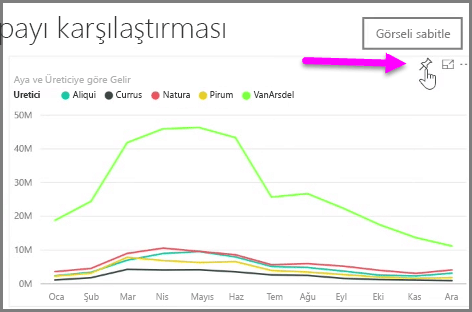 payı karşılaştırması
Görseli sabitle
Aya ve Üreticiye göre Gelir
Üretici Aliqui Currus Natura Pirum VanArsdel
50M
40M
30M
20M
10M
0M
Oca Şub Mar Nis Mayıs Haz Tem Ağu Eyl Eki Kas Ara